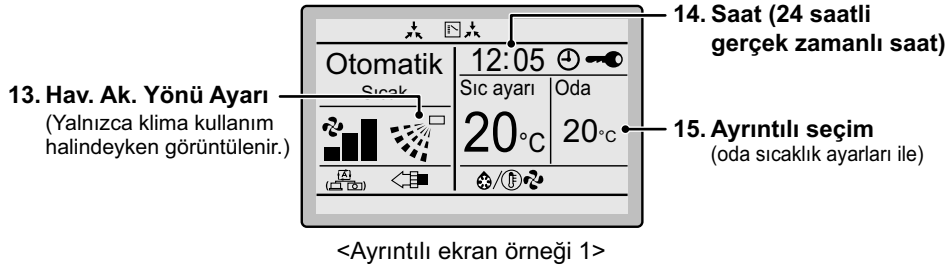 14. Saat (24 saatli
gerçek zamanlı saat)
13. Hav. Ak. Yönü Ayarı
(Yalnızca klima kullanım
halindeyken görüntülenir.)
Otomatik
Sıcak
12:05
Sıc ayarı
Oda
20°C
20°C
(A)
15. Ayrıntılı seçim
(oda sıcaklık ayarları ile)
<Ayrıntılı ekran örneği 1>